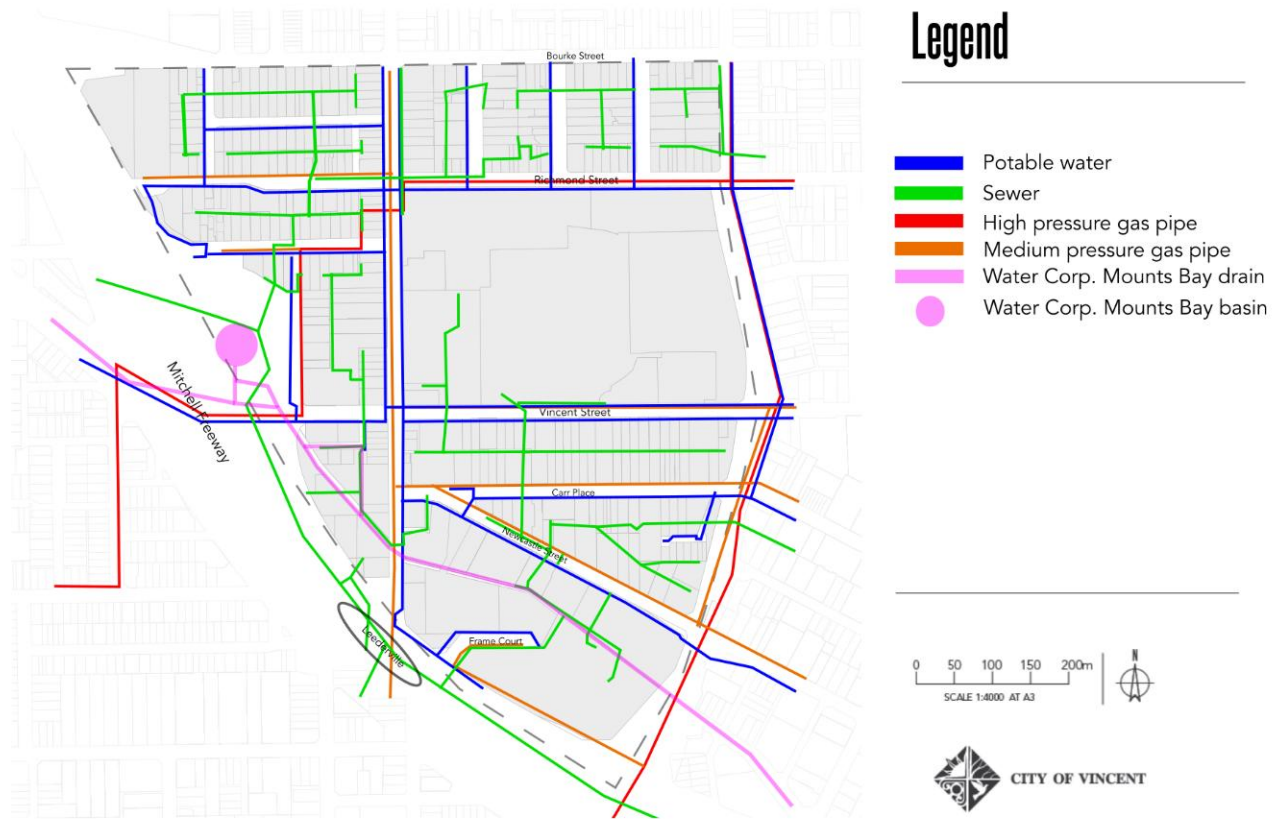 Bourke Street
Richmond Street
Mitchell Freeway
Vincent Street
Carr Place
Newcastle Street
Frame Court
Leederville
Legend
Potable water
Sewer
High pressure gas pipe
Medium pressure gas pipe
Water Corp. Mounts Bay drain
Water Corp. Mounts Bay basin
0 50 100 150 200m
SCALE 1:4000 AT A3
N
CITY OF VINCENT